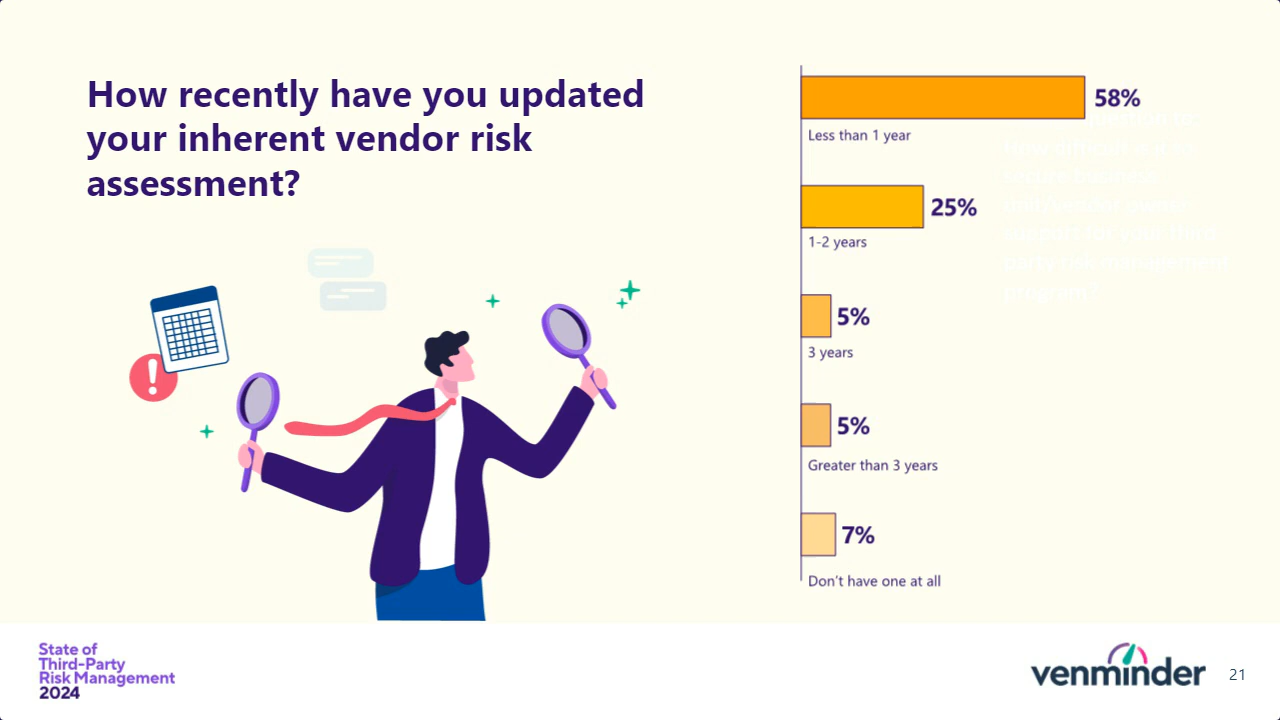 How recently have you updated
your inherent vendor risk
assessment?
58%
Less than 1 year
25%
1-2 years
5%
3 years
5%
Greater than 3 years
7%
Don't have one at all
State of
Third-Party
Risk Management
2024
venminder
21